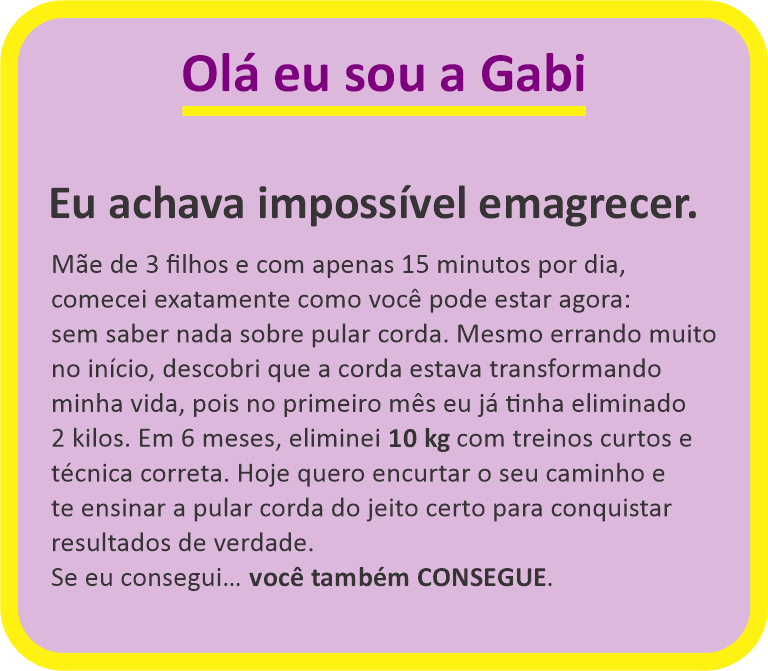 Olá eu sou a Gabi
Eu achava impossível emagrecer.
Mãe de 3 filhos e com apenas 15 minutos por dia,
comecei exatamente como você pode estar agora:
sem saber nada sobre pular corda. Mesmo errando muito
no início, descobri que a corda estava transformando
minha vida, pois no primeiro mês eu já tinha eliminado
2 kilos. Em 6 meses, eliminei 10 kg com treinos curtos e
técnica correta. Hoje quero encurtar o seu caminho e
te ensinar a pular corda do jeito certo para conquistar
resultados de verdade.
Se eu consegui... você também CONSEGUE.